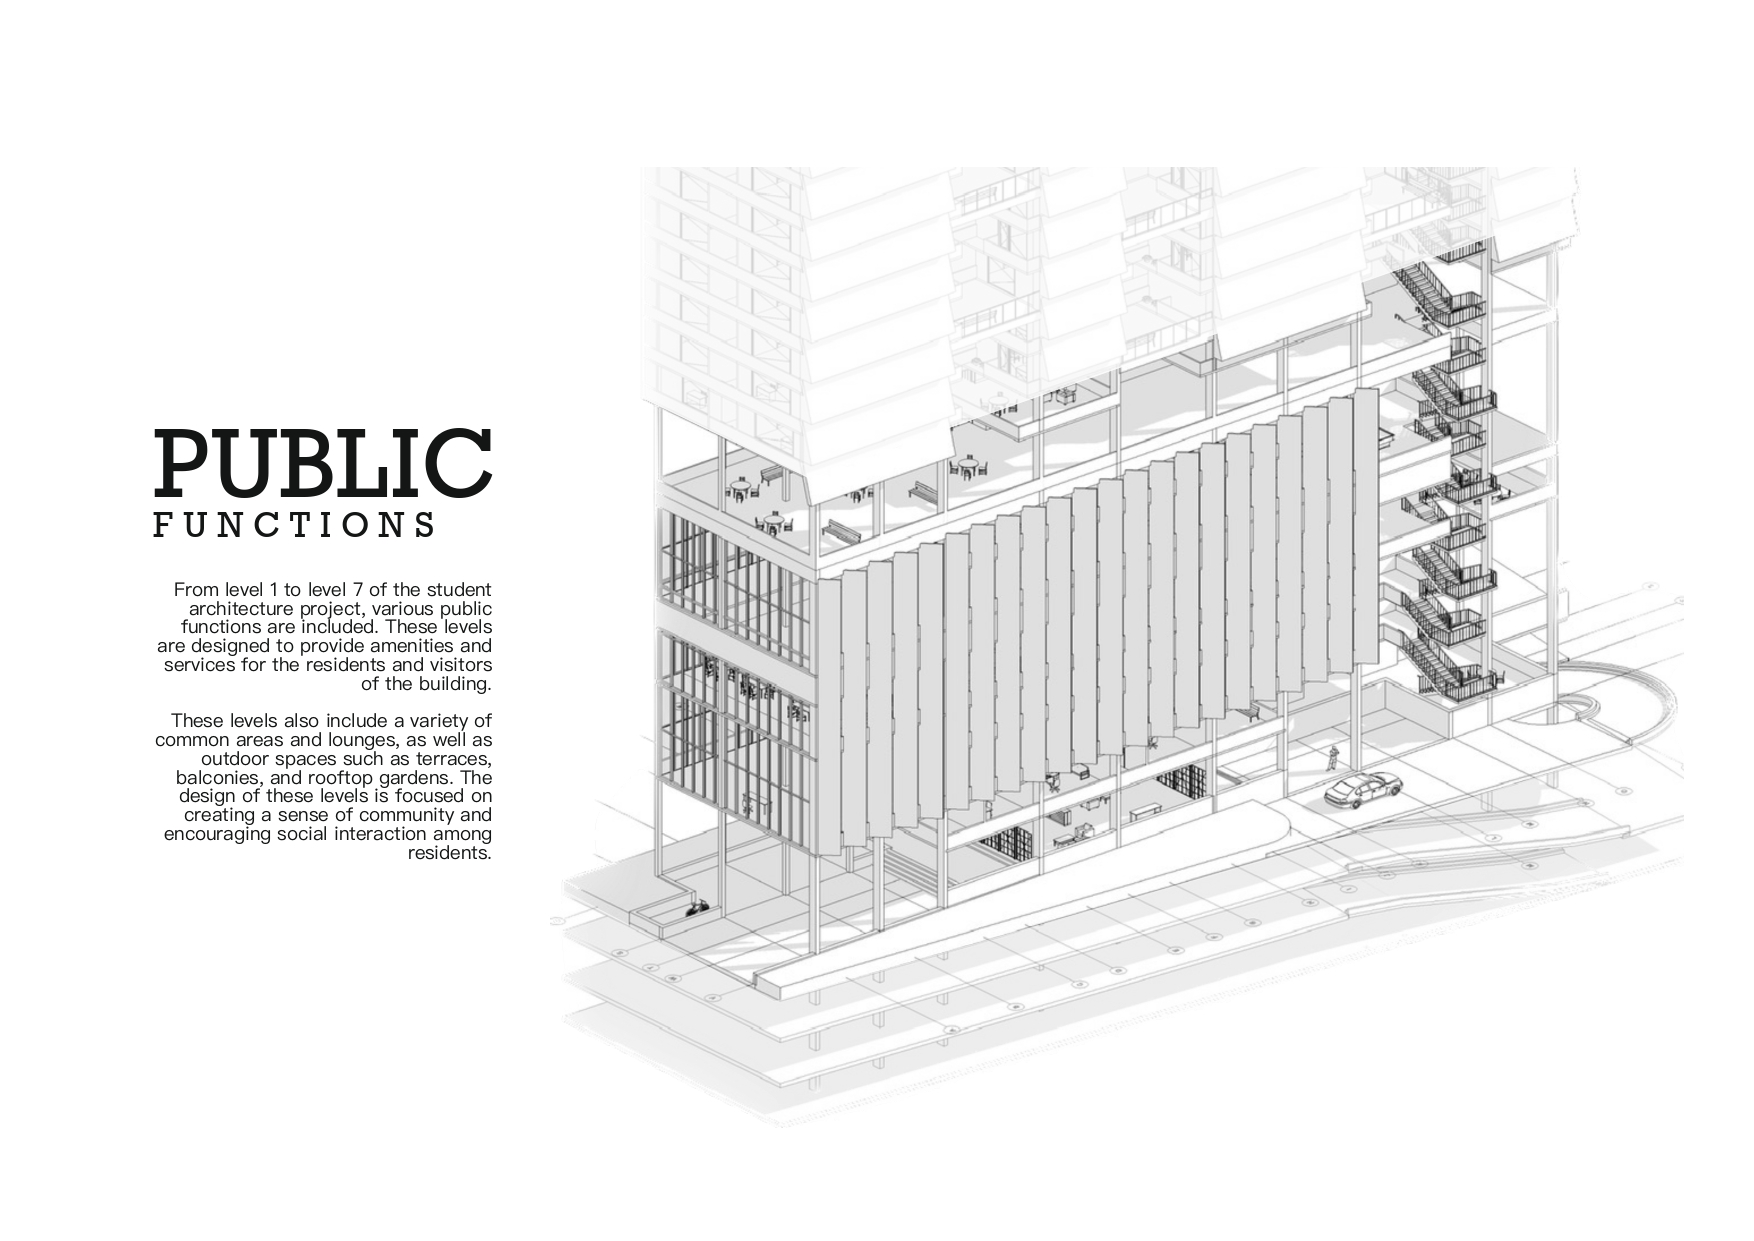 PUBLIC
FUNCTIONS
From level 1 to level 7 of the student
architecture project, various public
functions are included. These levels
are designed to provide amenities and
services for the residents and visitors
of the building.
These levels also include a variety of
common areas and lounges, as well as
outdoor spaces such as terraces,
balconies, and rooftop gardens. The
design of these levels is focused on
creating a sense of community and
encouraging social interaction among
residents.